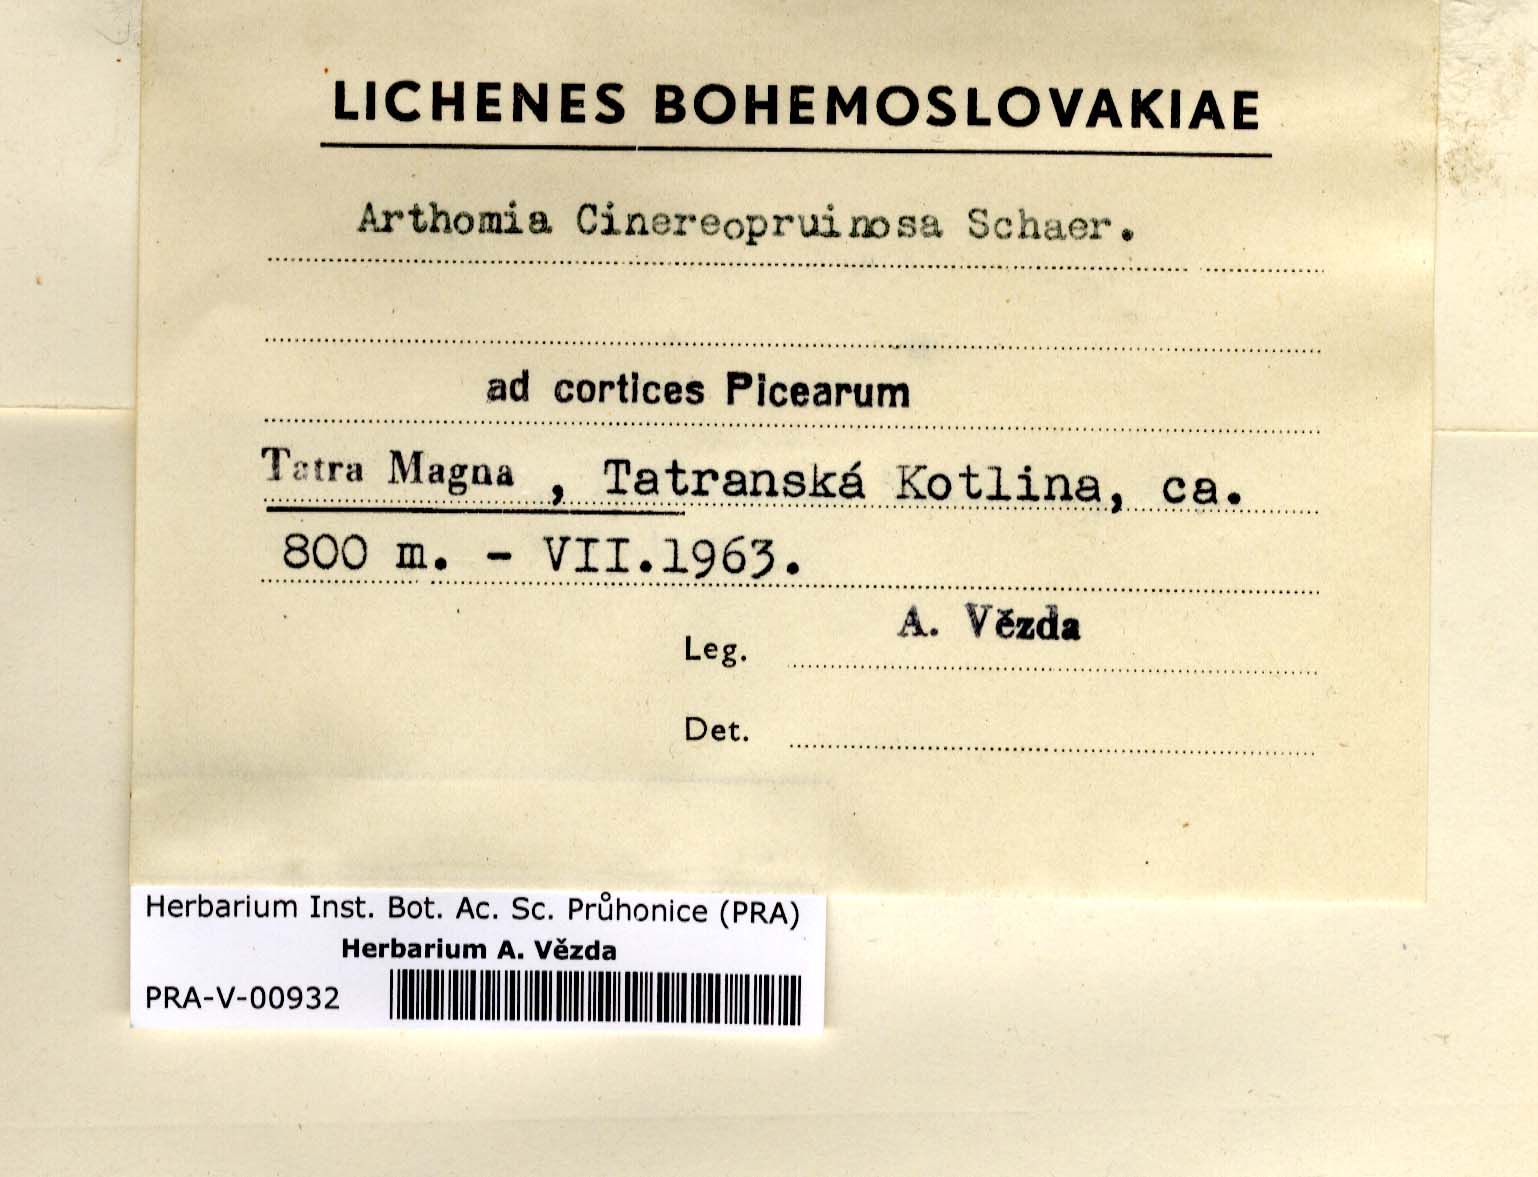 LICHENES BOHEMOSLOVAKIAE
Arthomia Cinereopruinosa Schaer.
ad cortices Picearum
Tatra Magna , Tatranská Kotlina, ca.
800 m. - VII.1963.
Leg. A. Vězda
Det.
Herbarium Inst. Bot. Ac. Sc. Průhonice (PRA)
Herbarium A. Vězda
PRA-V-00932